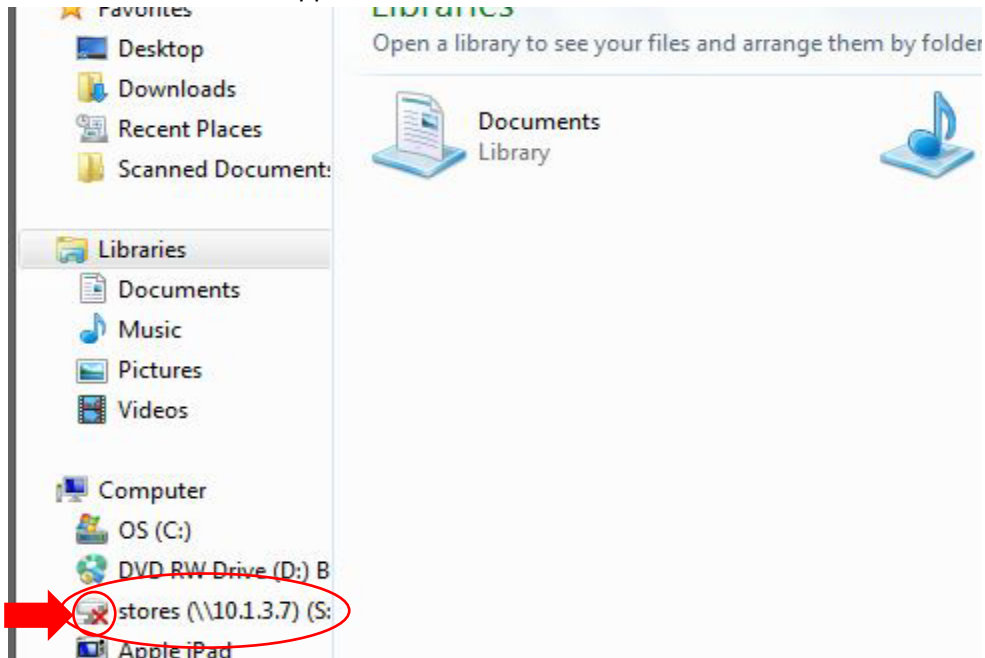 Favorites
Libraries
Desktop
Open a library to see your files and arrange them by folder
Downloads
Documents
Recent Places
Library
Scanned Document
Libraries
Documents
Music
Pictures
Videos
Computer
OS (C:)
DVD RW Drive (D:) B
stores (\\10.1.3.7) (S:
Apple iPad